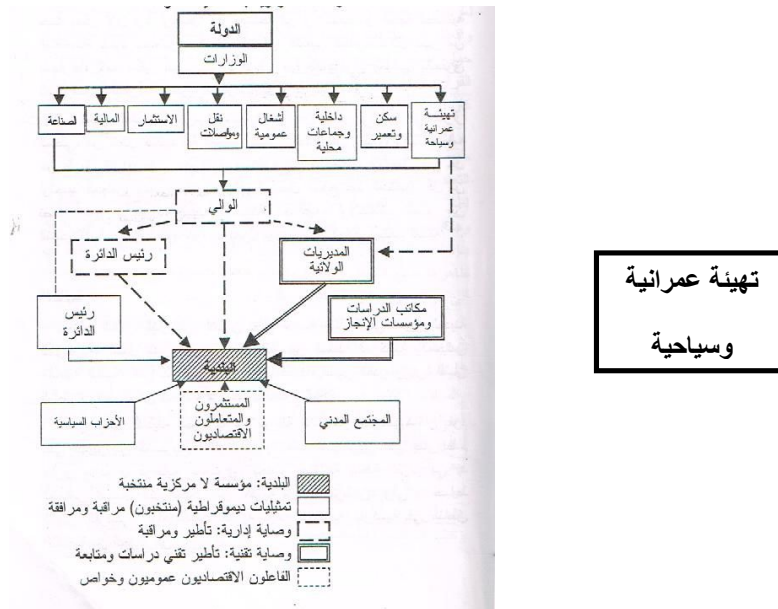 الدولة
الوزارات
تهيئة
عمرانية
وسياحة
سكن
وتعمير
داخلية
وجماعات
محلية
أشغال
عمومية
نقل
ومواصلات
الاستثمار
المالية
الصناعة
الوالي
رئيس الدائرة
المديريات
الولائية
رئيس
الدائرة
مكاتب الدراسات
ومؤسسات الإنجاز
البلدية
الأحزاب السياسية
المستثمرون
والمتعاملون
الاقتصاديون
المجتمع المدني
البلدية: مؤسسة لا مركزية منتخبة
تمثيليات ديموقراطية (منتخبون) مراقبة ومرافقة
وصاية إدارية: تأطير ومراقبة
وصاية تقنية: تأطير تقني دراسات ومتابعة
الفاعلون الاقتصاديون عموميون وخواص
تهيئة عمرانية
وسياحية